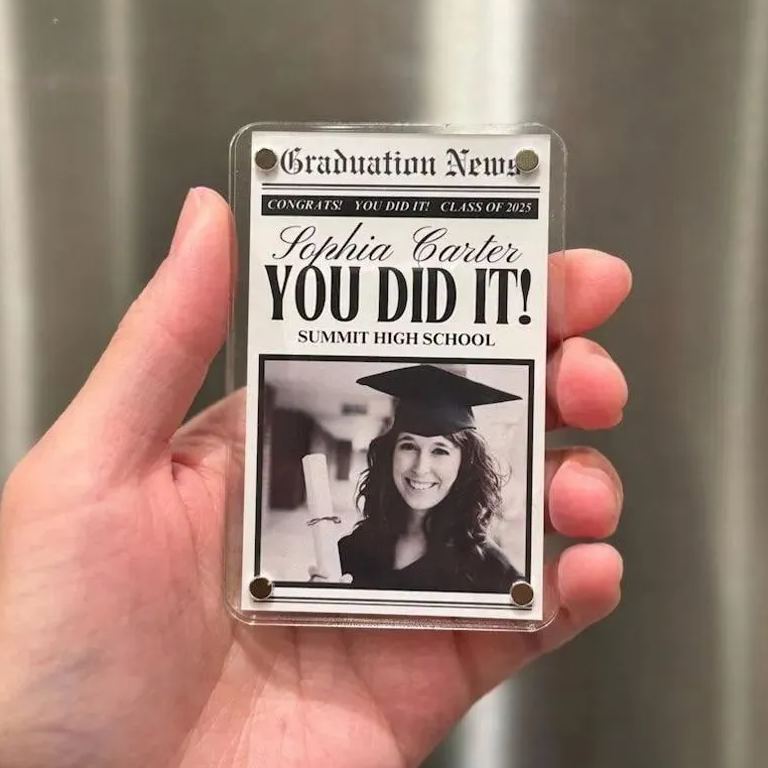 Graduation News
CONGRATS! YOU DID IT! CLASS OF 2025
Sophia Carter
YOU DID IT!
SUMMIT HIGH SCHOOL